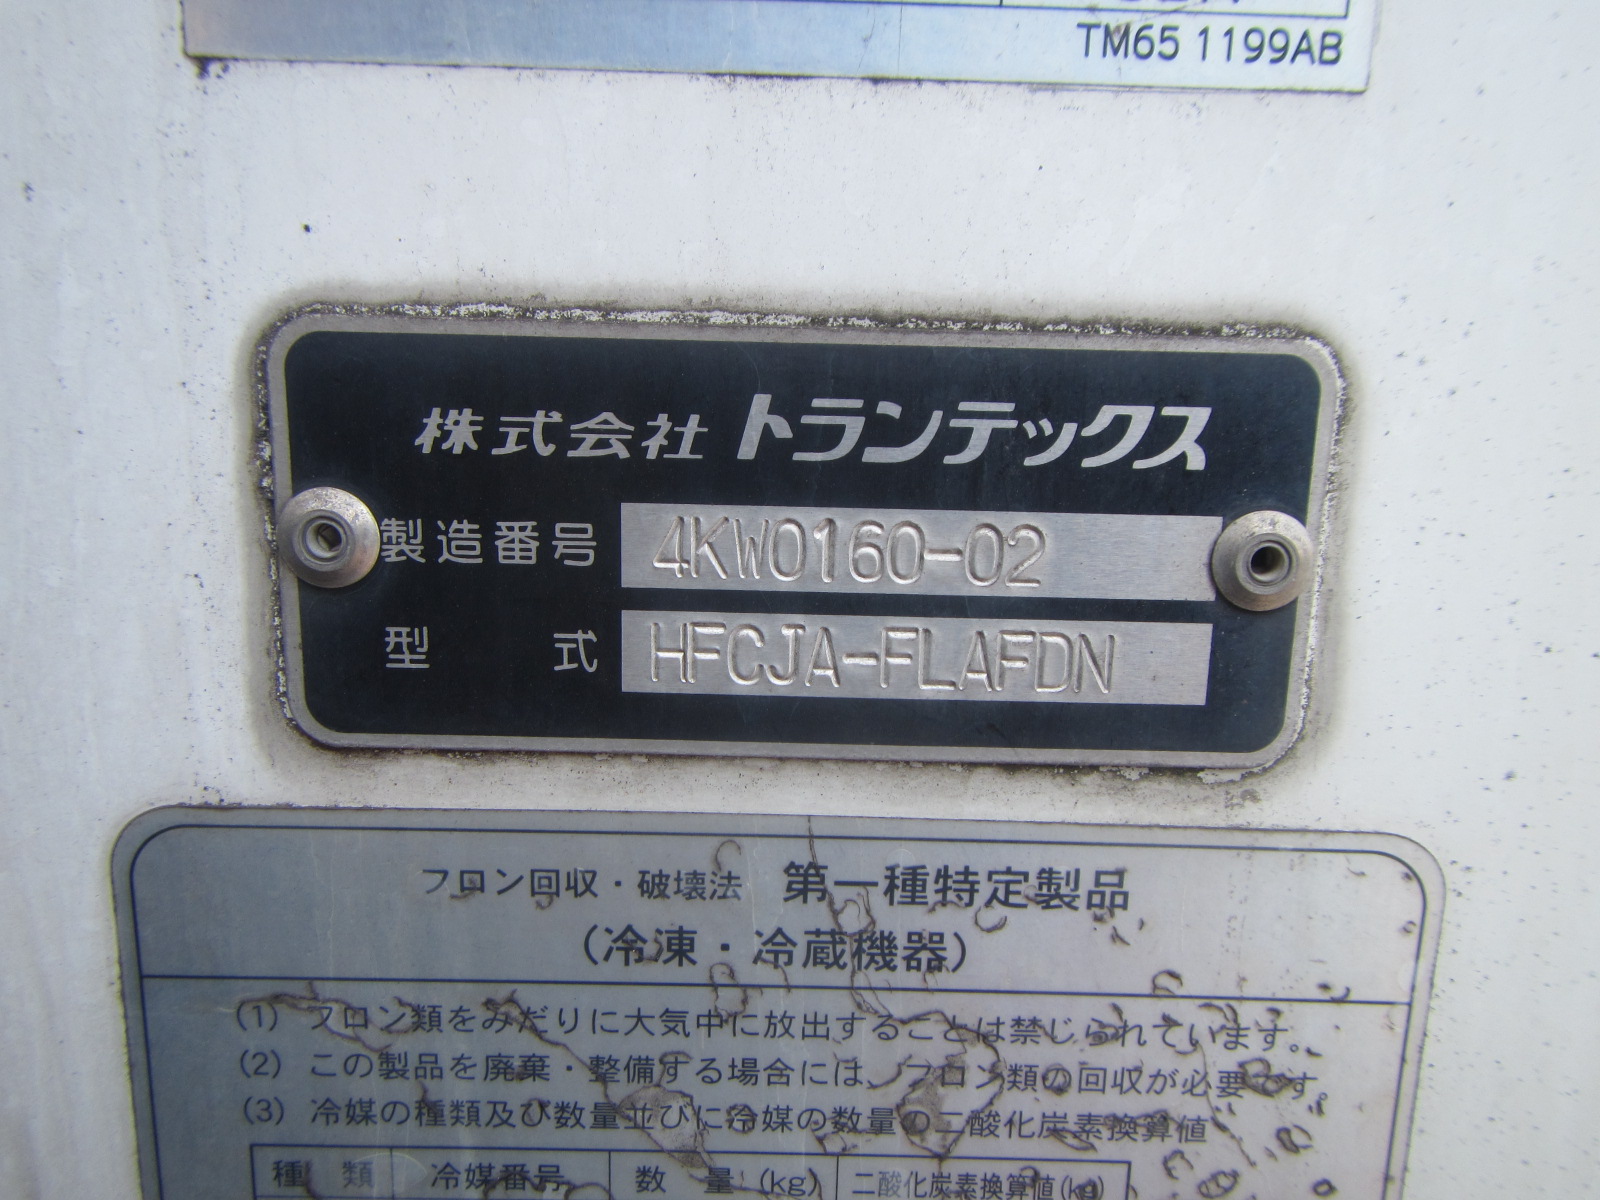 TM65 1199AB
株式会社 トランテックス
製造番号 4KW0160-02
型 式 HFCJA-FLAFDN
フロン回収・破壊法 第一種特定製品
(冷凍・冷蔵機器)
(1) フロン類をみだりに大気中に放出することは禁じられています。
(2) この製品を廃棄・整備する場合には、フロン類の回収が必要です。
(3) 冷媒の種類及び数量並びに冷媒の数量の二酸化炭素換算値
種 類 冷媒番号 数 量 (kg) 二酸化炭素換算値(kg)